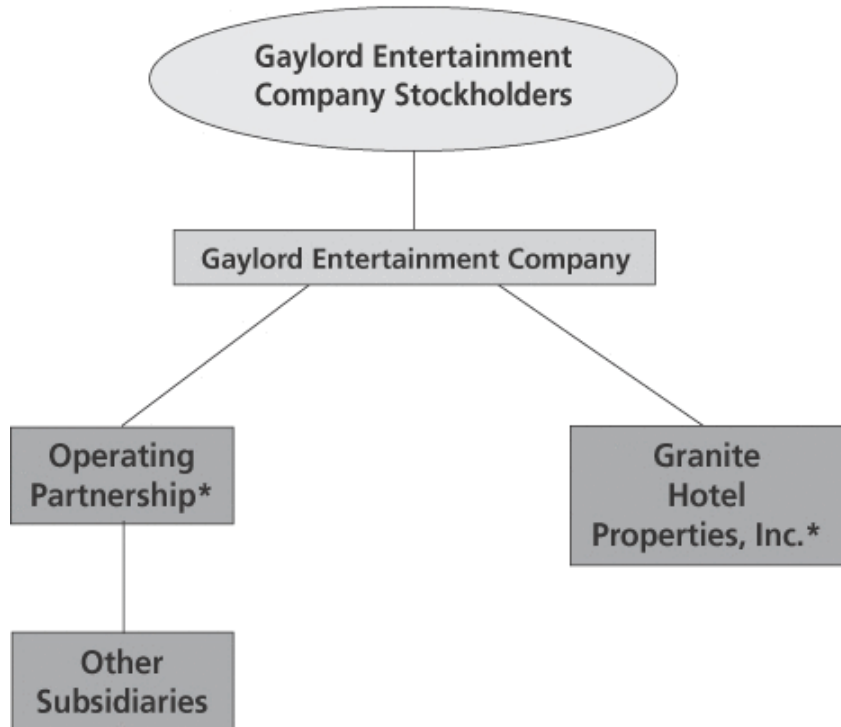 Gaylord Entertainment
Company Stockholders
Gaylord Entertainment Company
Operating
Partnership*
Granite
Hotel
Properties, Inc.*
Other
Subsidiaries